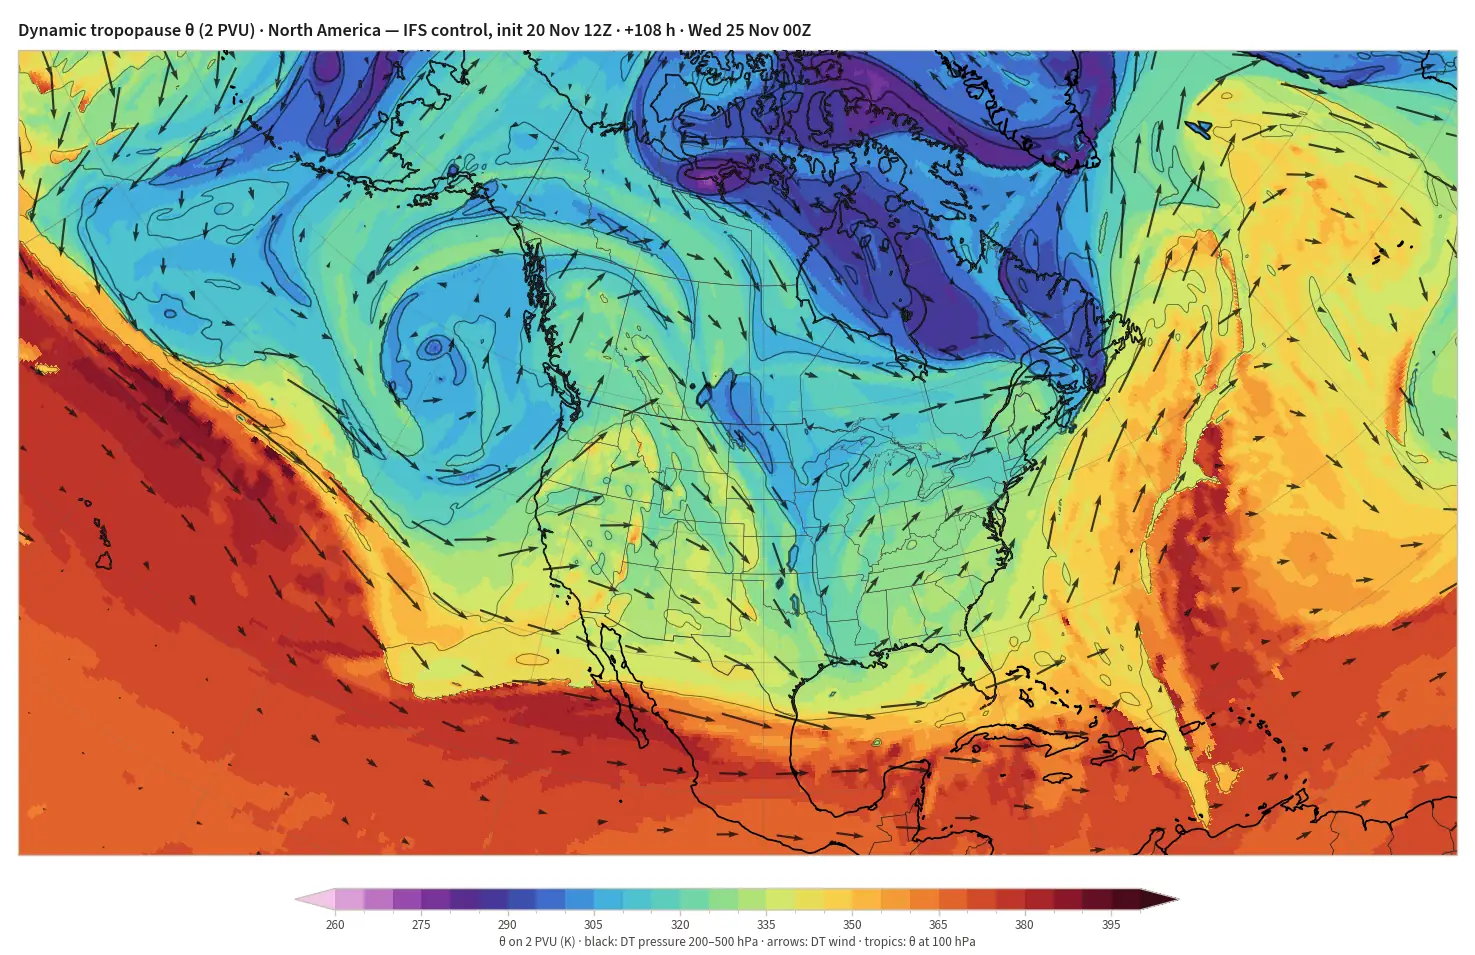 Dynamic tropopause θ (2 PVU) · North America — IFS control, init 20 Nov 12Z · +108 h · Wed 25 Nov 00Z
260 275 290 305 320 335 350 365 380 395
θ on 2 PVU (K) · black: DT pressure 200–500 hPa · arrows: DT wind · tropics: θ at 100 hPa